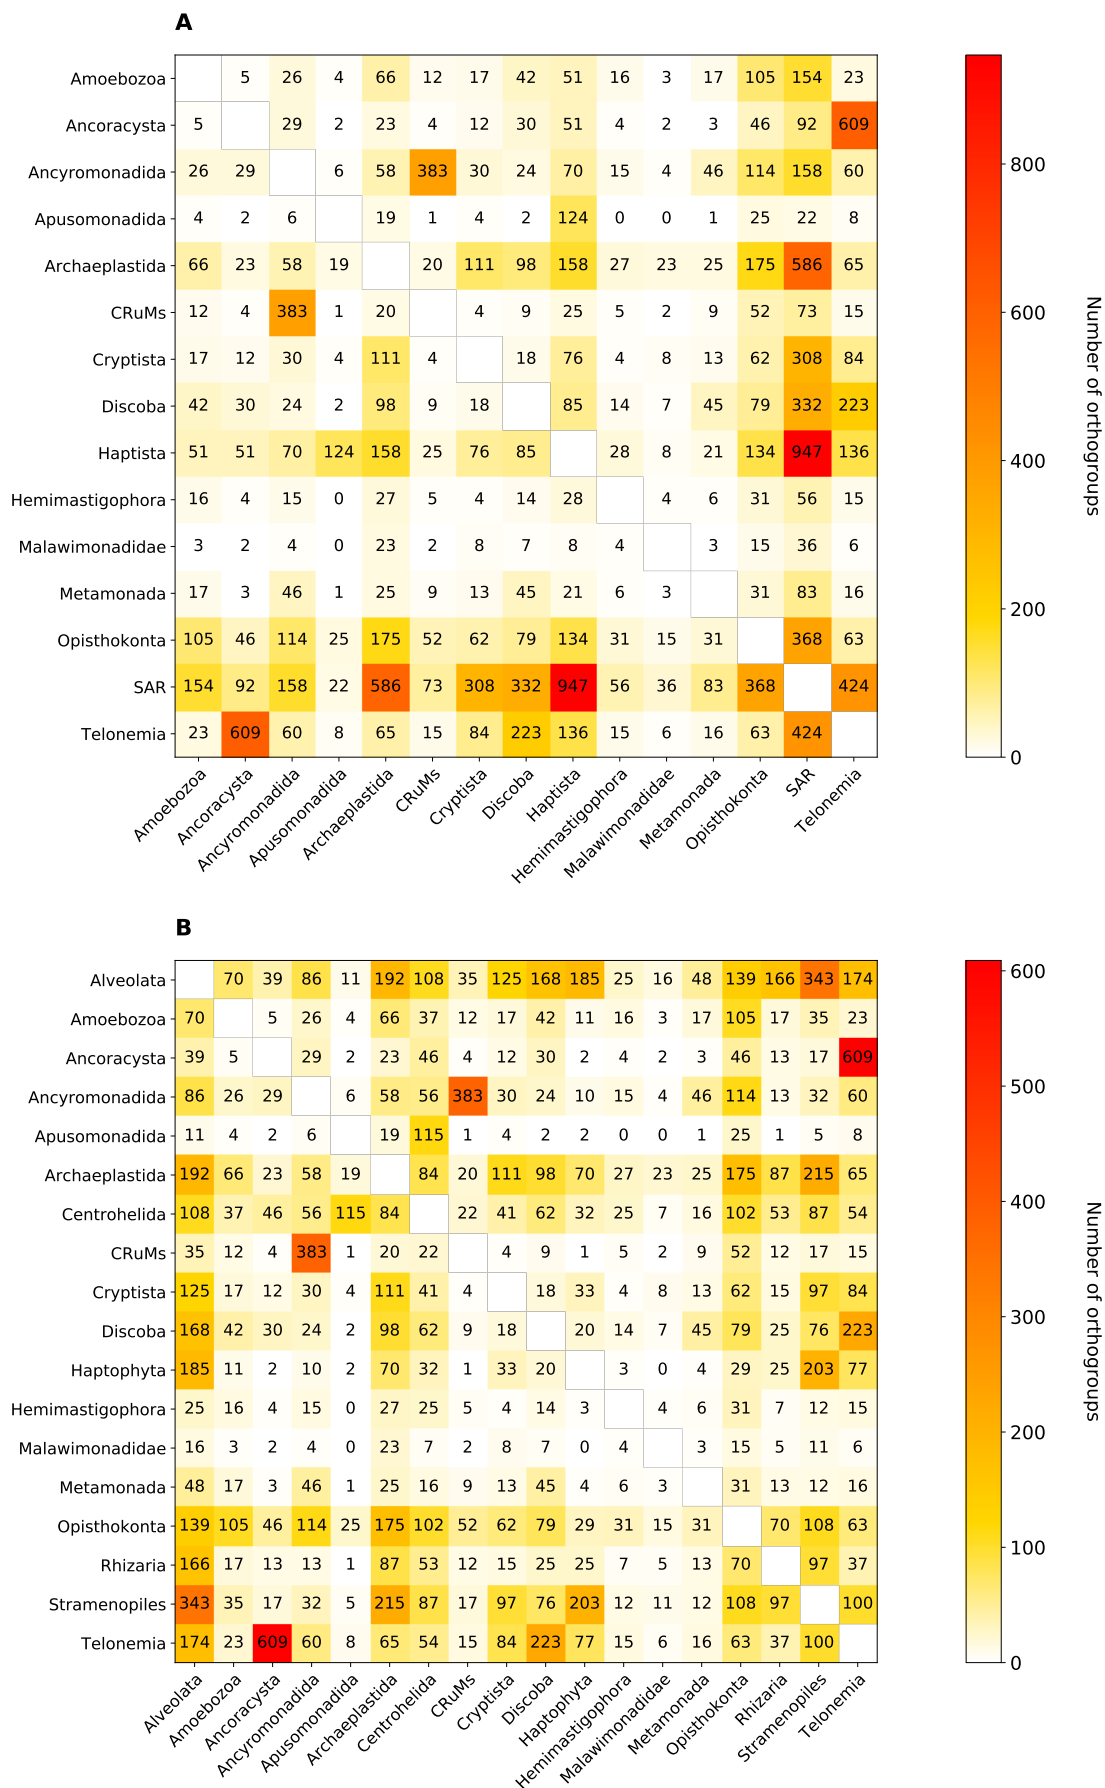 A
Amoebozoa 5 26 4 66 12 17 42 51 16 3 17 105 154 23
Ancoracysta 5 29 2 23 4 12 30 51 4 2 3 46 92 609
Ancyromonadida 26 29 6 58 383 30 24 70 15 4 46 114 158 60
Apusomonadida 4 2 6 19 1 4 2 124 0 0 1 25 22 8
Archaeplastida 66 23 58 19 20 111 98 158 27 23 25 175 586 65
CRuMs 12 4 383 1 20 4 9 25 5 2 9 52 73 15
Cryptista 17 12 30 4 111 4 18 76 4 8 13 62 308 84
Discoba 42 30 24 2 98 9 18 85 14 7 45 79 332 223
Haptista 51 51 70 124 158 25 76 85 28 8 21 134 947 136
Hemimastigophora 16 4 15 0 27 5 4 14 28 4 6 31 56 15
Malawimonadidae 3 2 4 0 23 2 8 7 8 4 3 15 36 6
Metamonada 17 3 46 1 25 9 13 45 21 6 3 31 83 16
Opisthokonta 105 46 114 25 175 52 62 79 134 31 15 31 368 63
SAR 154 92 158 22 586 73 308 332 947 56 36 83 368 424
Telonemia 23 609 60 8 65 15 84 223 136 15 6 16 63 424
Amoebozoa Ancoracysta Ancyromonadida Apusomonadida Archaeplastida CRuMs Cryptista Discoba Haptista Hemimastigophora Malawimonadidae Metamonada Opisthokonta SAR Telonemia
800
600
400
200
0
Number of orthogroups
B
Alveolata 70 39 86 11 192 108 35 125 168 185 25 16 48 139 166 343 174
Amoebozoa 70 5 26 4 66 37 12 17 42 11 16 3 17 105 17 35 23
Ancoracysta 39 5 29 2 23 46 4 12 30 2 4 2 3 46 13 17 609
Ancyromonadida 86 26 29 6 58 56 383 30 24 10 15 4 46 114 13 32 60
Apusomonadida 11 4 2 6 19 115 1 4 2 2 0 0 1 25 1 5 8
Archaeplastida 192 66 23 58 19 84 20 111 98 70 27 23 25 175 87 215 65
Centrohelida 108 37 46 56 115 84 22 41 62 32 25 7 16 102 53 87 54
CRuMs 35 12 4 383 1 20 22 4 9 1 5 2 9 52 12 17 15
Cryptista 125 17 12 30 4 111 41 4 18 33 4 8 13 62 15 97 84
Discoba 168 42 30 24 2 98 62 9 18 20 14 7 45 79 25 76 223
Haptophyta 185 11 2 10 2 70 32 1 33 20 3 0 4 29 25 203 77
Hemimastigophora 25 16 4 15 0 27 25 5 4 14 3 4 6 31 7 12 15
Malawimonadidae 16 3 2 4 0 23 7 2 8 7 0 4 3 15 5 11 6
Metamonada 48 17 3 46 1 25 16 9 13 45 4 6 3 31 13 12 16
Opisthokonta 139 105 46 114 25 175 102 52 62 79 29 31 15 31 70 108 63
Rhizaria 166 17 13 13 1 87 53 12 15 25 25 7 5 13 70 97 37
Stramenopiles 343 35 17 32 5 215 87 17 97 76 203 12 11 12 108 97 100
Telonemia 174 23 609 60 8 65 54 15 84 223 77 15 6 16 63 37 100
Alveolata Amoebozoa Ancoracysta Ancyromonadida Apusomonadida Archaeplastida Centrohelida CRuMs Cryptista Discoba Haptophyta Hemimastigophora Malawimonadidae Metamonada Opisthokonta Rhizaria Stramenopiles Telonemia
600
500
400
300
200
100
0
Number of orthogroups